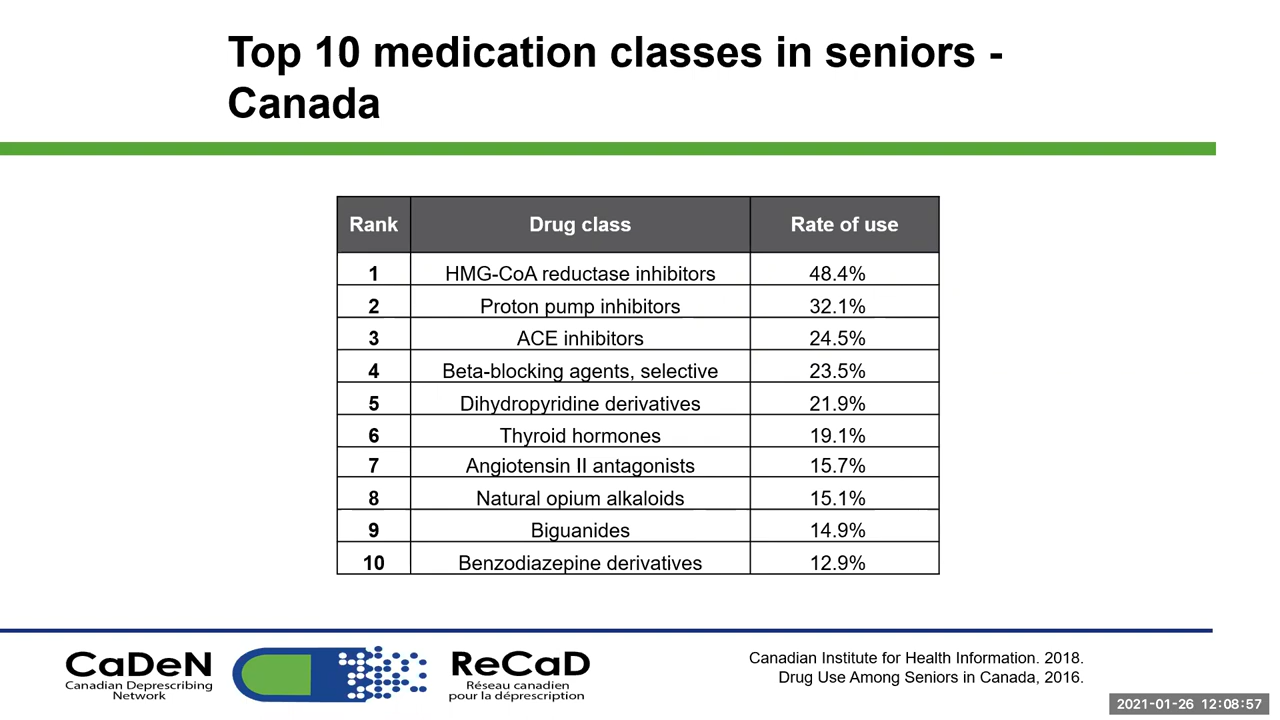 Top 10 medication classes in seniors -
Canada
Rank Drug class Rate of use
1 HMG-CoA reductase inhibitors 48.4%
2 Proton pump inhibitors 32.1%
3 ACE inhibitors 24.5%
4 Beta-blocking agents, selective 23.5%
5 Dihydropyridine derivatives 21.9%
6 Thyroid hormones 19.1%
7 Angiotensin II antagonists 15.7%
8 Natural opium alkaloids 15.1%
9 Biguanides 14.9%
10 Benzodiazepine derivatives 12.9%
CaDeN
Canadian Deprescribing
Network
ReCaD
Réseau canadien
pour la déprescription
Canadian Institute for Health Information. 2018.
Drug Use Among Seniors in Canada, 2016.
2021-01-26 12:08:57